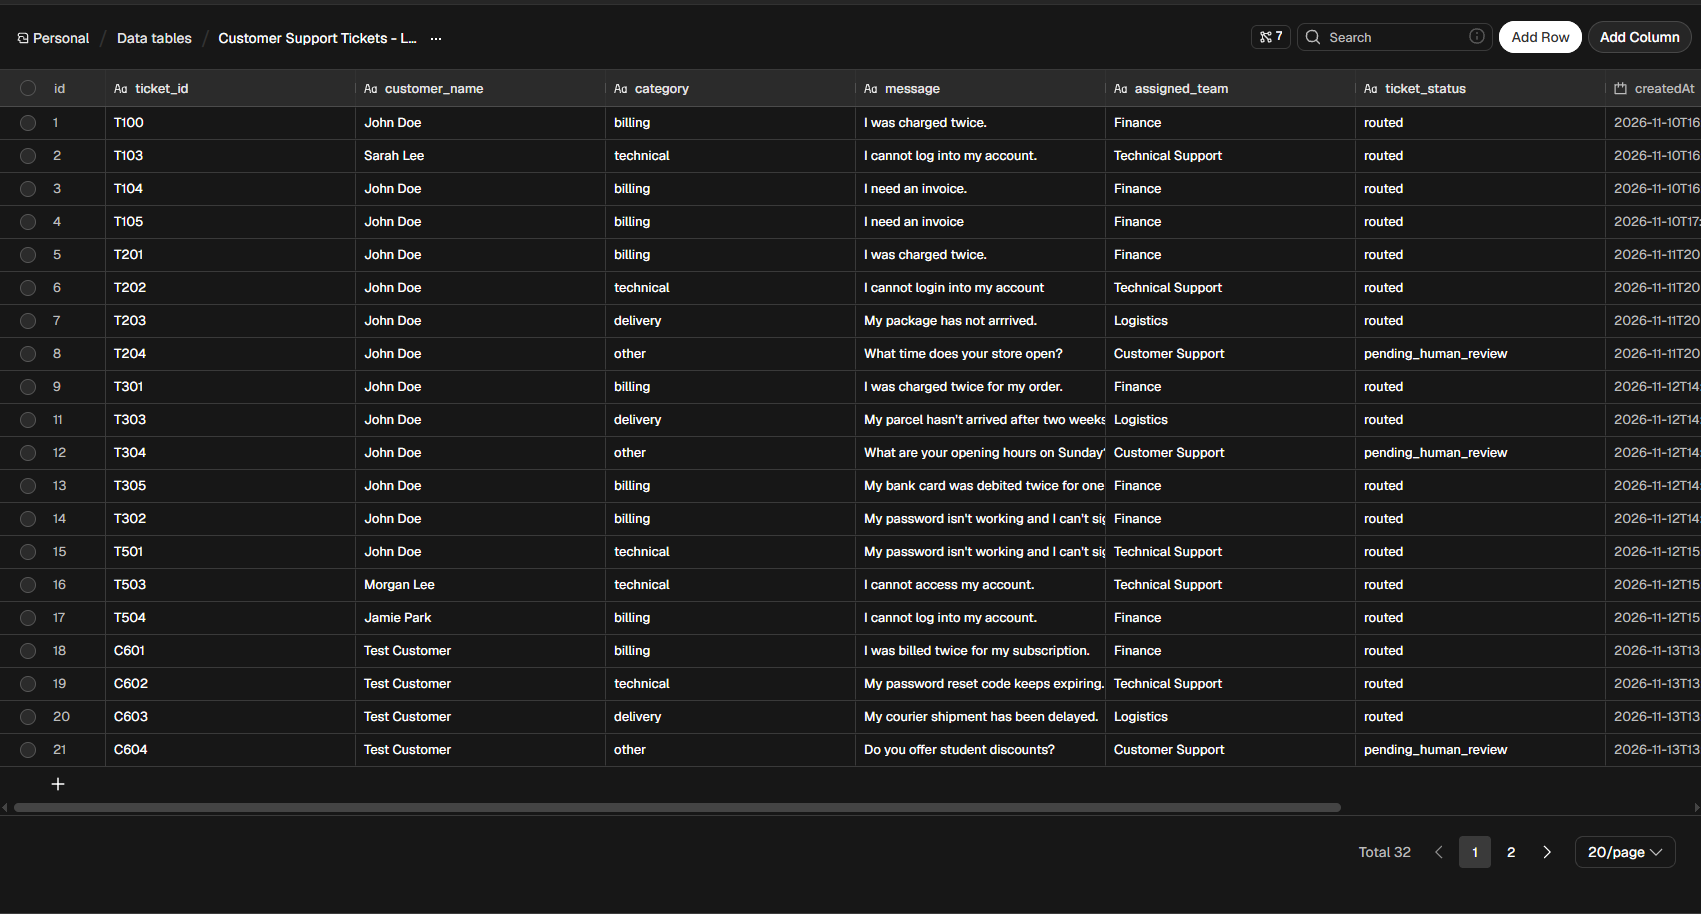 Personal / Data tables / Customer Support Tickets - L... ... 7 Search Add Row Add Column
id Aa ticket_id Aa customer_name Aa category Aa message Aa assigned_team Aa ticket_status createdAt
1 T100 John Doe billing I was charged twice. Finance routed 2026-11-10T16
2 T103 Sarah Lee technical I cannot log into my account. Technical Support routed 2026-11-10T16
3 T104 John Doe billing I need an invoice. Finance routed 2026-11-10T16
4 T105 John Doe billing I need an invoice Finance routed 2026-11-10T17:
5 T201 John Doe billing I was charged twice. Finance routed 2026-11-11T20
6 T202 John Doe technical I cannot login into my account Technical Support routed 2026-11-11T20
7 T203 John Doe delivery My package has not arrrived. Logistics routed 2026-11-11T20
8 T204 John Doe other What time does your store open? Customer Support pending_human_review 2026-11-11T20
9 T301 John Doe billing I was charged twice for my order. Finance routed 2026-11-12T14:
11 T303 John Doe delivery My parcel hasn't arrived after two weeks Logistics routed 2026-11-12T14:
12 T304 John Doe other What are your opening hours on Sunday? Customer Support pending_human_review 2026-11-12T14:
13 T305 John Doe billing My bank card was debited twice for one Finance routed 2026-11-12T14:
14 T302 John Doe billing My password isn't working and I can't sig Finance routed 2026-11-12T14:
15 T501 John Doe technical My password isn't working and I can't sig Technical Support routed 2026-11-12T15
16 T503 Morgan Lee technical I cannot access my account. Technical Support routed 2026-11-12T15
17 T504 Jamie Park billing I cannot log into my account. Finance routed 2026-11-12T15
18 C601 Test Customer billing I was billed twice for my subscription. Finance routed 2026-11-13T13
19 C602 Test Customer technical My password reset code keeps expiring. Technical Support routed 2026-11-13T13
20 C603 Test Customer delivery My courier shipment has been delayed. Logistics routed 2026-11-13T13
21 C604 Test Customer other Do you offer student discounts? Customer Support pending_human_review 2026-11-13T13
Total 32 1 2 20/page